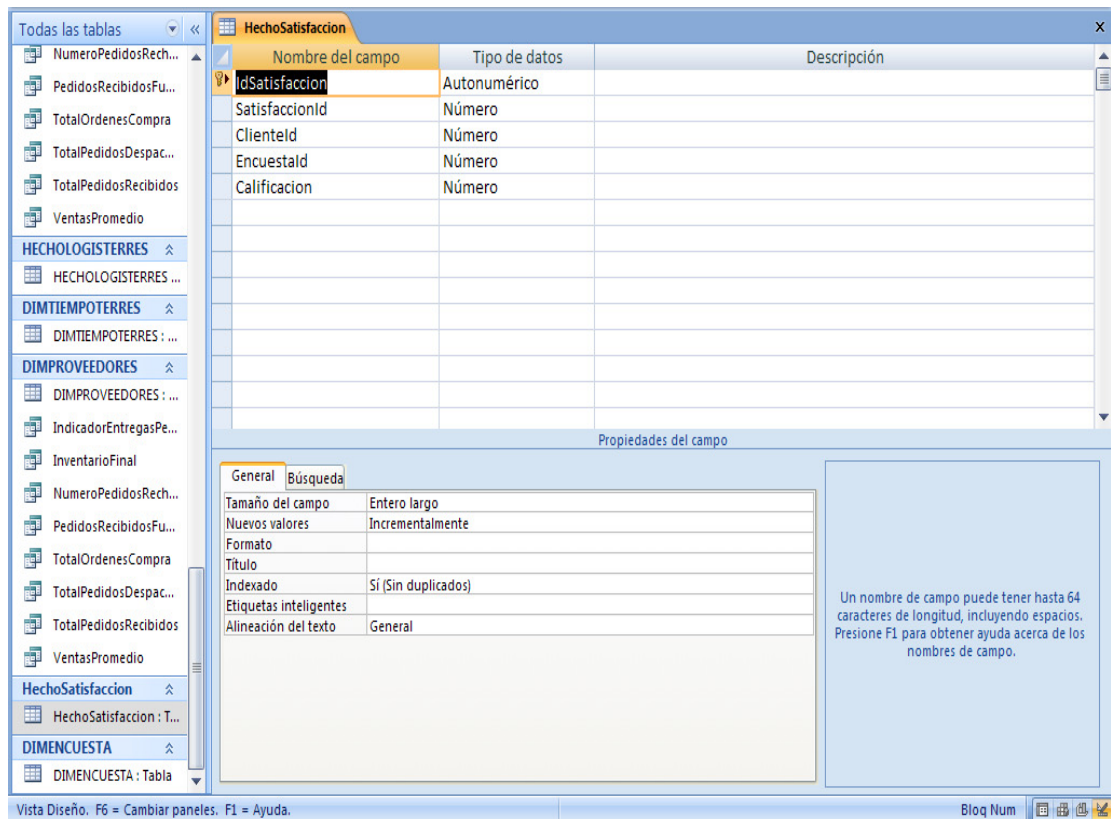 Todas las tablas
NumeroPedidosRech...
PedidosRecibidosFu...
TotalOrdenesCompra
TotalPedidosDespac...
TotalPedidosRecibidos
VentasPromedio
HECHOLOGISTERRES
HECHOLOGISTERRES ...
DIMTIEMPOTERRES
DIMTIEMPOTERRES : ...
DIMPROVEEDORES
DIMPROVEEDORES : ...
IndicadorEntregasPe...
InventarioFinal
NumeroPedidosRech...
PedidosRecibidosFu...
TotalOrdenesCompra
TotalPedidosDespac...
TotalPedidosRecibidos
VentasPromedio
HechoSatisfaccion
HechoSatisfaccion : T...
DIMENCUESTA
DIMENCUESTA : Tabla
HechoSatisfaccion
Nombre del campo Tipo de datos Descripción
IdSatisfaccion Autonumérico
SatisfaccionId Número
ClienteId Número
EncuestaId Número
Calificacion Número
Propiedades del campo
General Búsqueda
Tamaño del campo Entero largo
Nuevos valores Incrementalmente
Formato
Título
Indexado Sí (Sin duplicados)
Etiquetas inteligentes
Alineación del texto General
Un nombre de campo puede tener hasta 64
caracteres de longitud, incluyendo espacios.
Presione F1 para obtener ayuda acerca de los
nombres de campo.
Vista Diseño. F6 = Cambiar paneles. F1 = Ayuda. Bloq Num